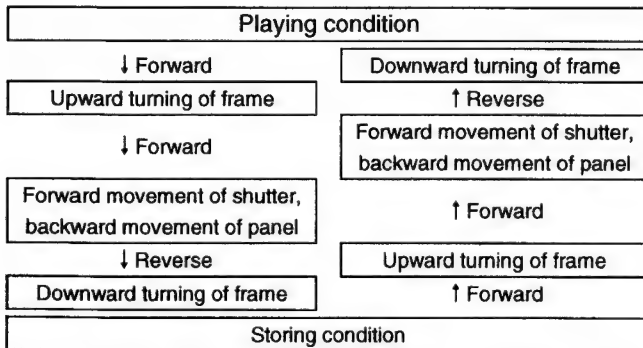 Playing condition
↓ Forward
Upward turning of frame
↓ Forward
Forward movement of shutter,
backward movement of panel
↓ Reverse
Downward turning of frame
Downward turning of frame
↑ Reverse
Forward movement of shutter,
backward movement of panel
↑ Forward
Upward turning of frame
↑ Forward
Storing condition